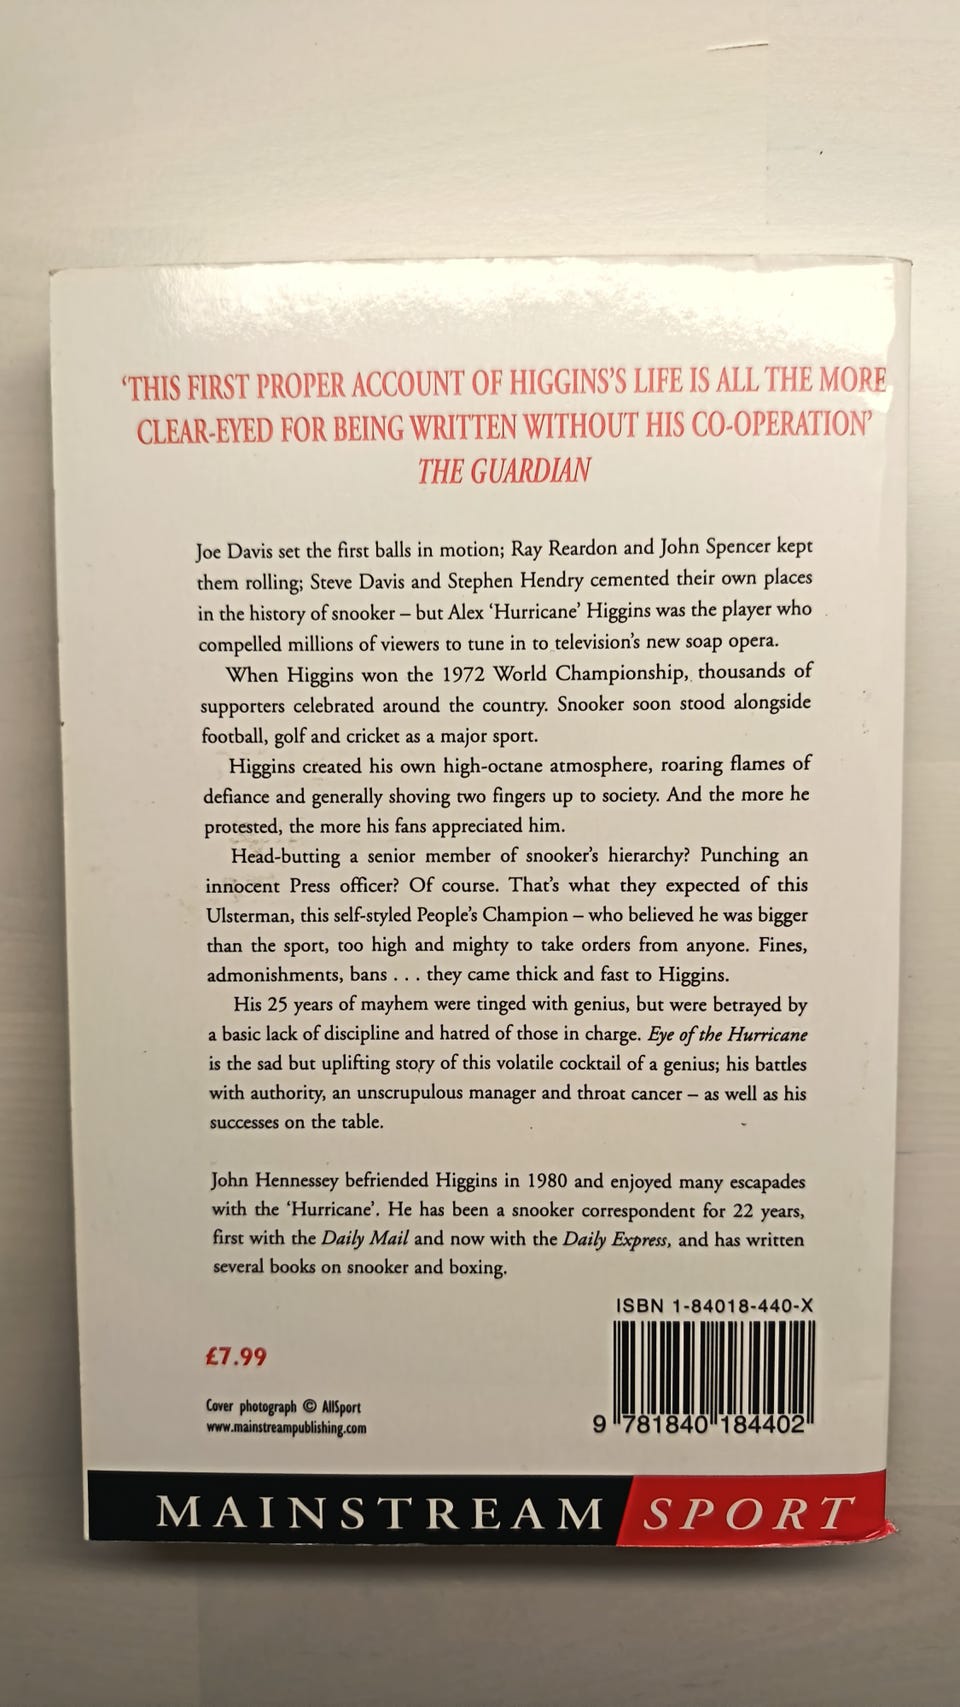 ‘THIS FIRST PROPER ACCOUNT OF HIGGINS’S LIFE IS ALL THE MORE
CLEAR-EYED FOR BEING WRITTEN WITHOUT HIS CO-OPERATION’
THE GUARDIAN
Joe Davis set the first balls in motion; Ray Reardon and John Spencer kept
them rolling; Steve Davis and Stephen Hendry cemented their own places
in the history of snooker – but Alex ‘Hurricane’ Higgins was the player who
compelled millions of viewers to tune in to television’s new soap opera.
When Higgins won the 1972 World Championship, thousands of
supporters celebrated around the country. Snooker soon stood alongside
football, golf and cricket as a major sport.
Higgins created his own high-octane atmosphere, roaring flames of
defiance and generally shoving two fingers up to society. And the more he
protested, the more his fans appreciated him.
Head-butting a senior member of snooker’s hierarchy? Punching an
innocent Press officer? Of course. That’s what they expected of this
Ulsterman, this self-styled People’s Champion – who believed he was bigger
than the sport, too high and mighty to take orders from anyone. Fines,
admonishments, bans . . . they came thick and fast to Higgins.
His 25 years of mayhem were tinged with genius, but were betrayed by
a basic lack of discipline and hatred of those in charge. Eye of the Hurricane
is the sad but uplifting story of this volatile cocktail of a genius; his battles
with authority, an unscrupulous manager and throat cancer – as well as his
successes on the table.
John Hennessey befriended Higgins in 1980 and enjoyed many escapades
with the ‘Hurricane’. He has been a snooker correspondent for 22 years,
first with the Daily Mail and now with the Daily Express, and has written
several books on snooker and boxing.
ISBN 1-84018-440-X
£7.99
Cover photograph © AllSport
www.mainstreampublishing.com
9 781840 184402
MAINSTREAM SPORT